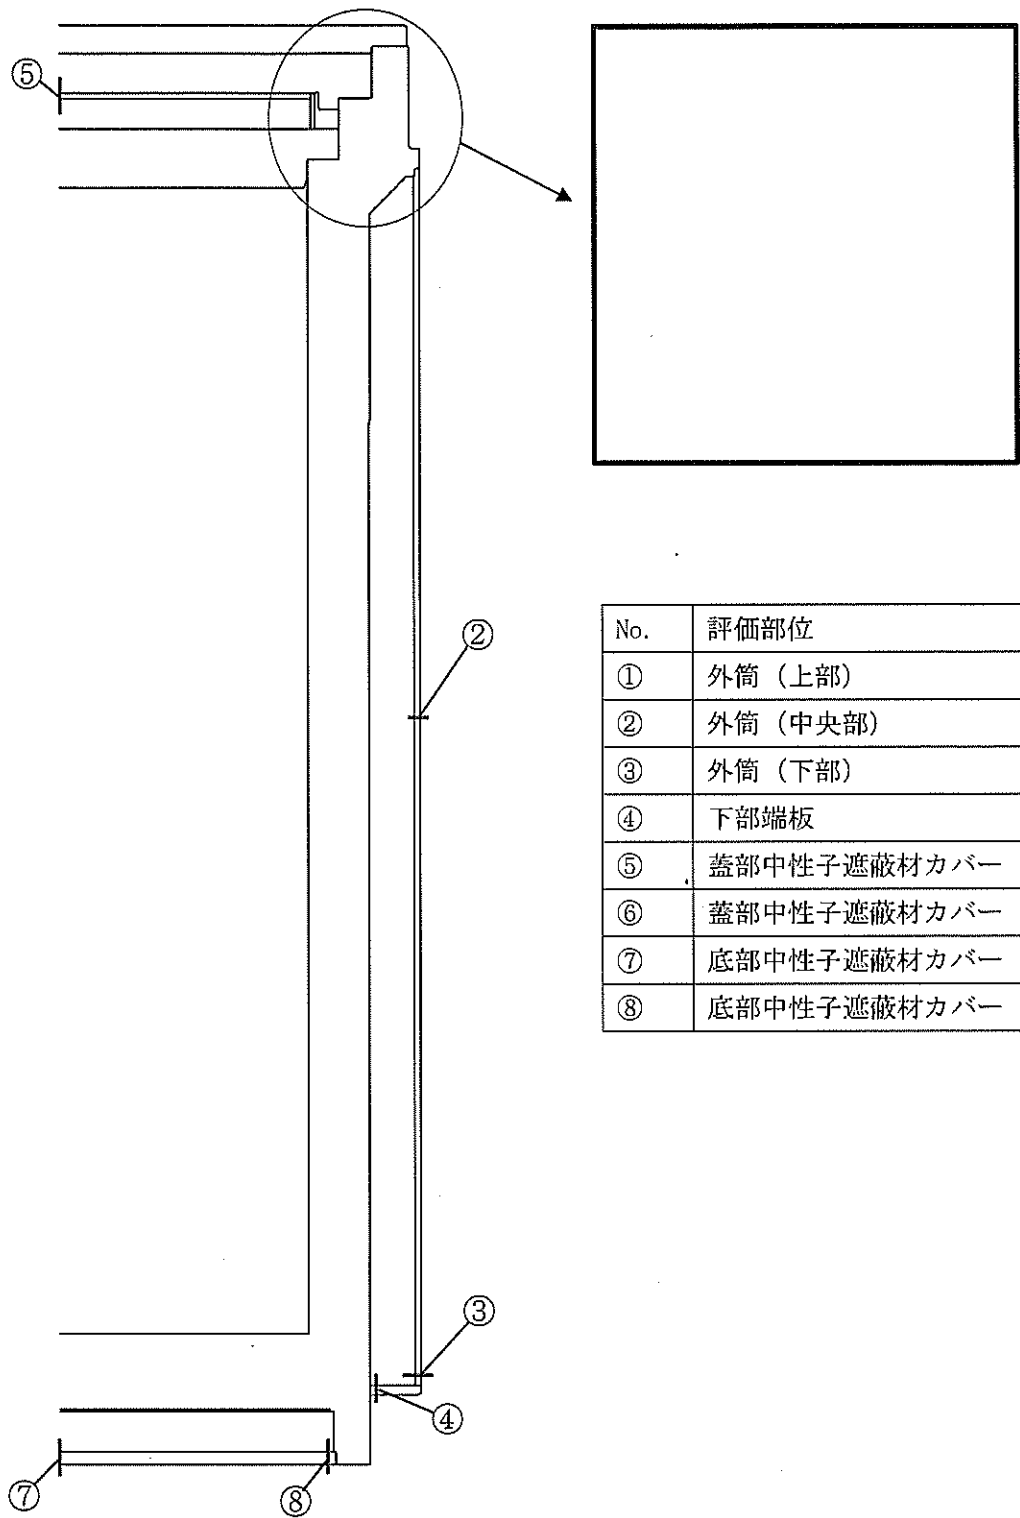 ⑤
②
③
④
⑦
⑧
No. 評価部位
① 外筒（上部）
② 外筒（中央部）
③ 外筒（下部）
④ 下部端板
⑤ 蓋部中性子遮蔽材カバー
⑥ 蓋部中性子遮蔽材カバー
⑦ 底部中性子遮蔽材カバー
⑧ 底部中性子遮蔽材カバー